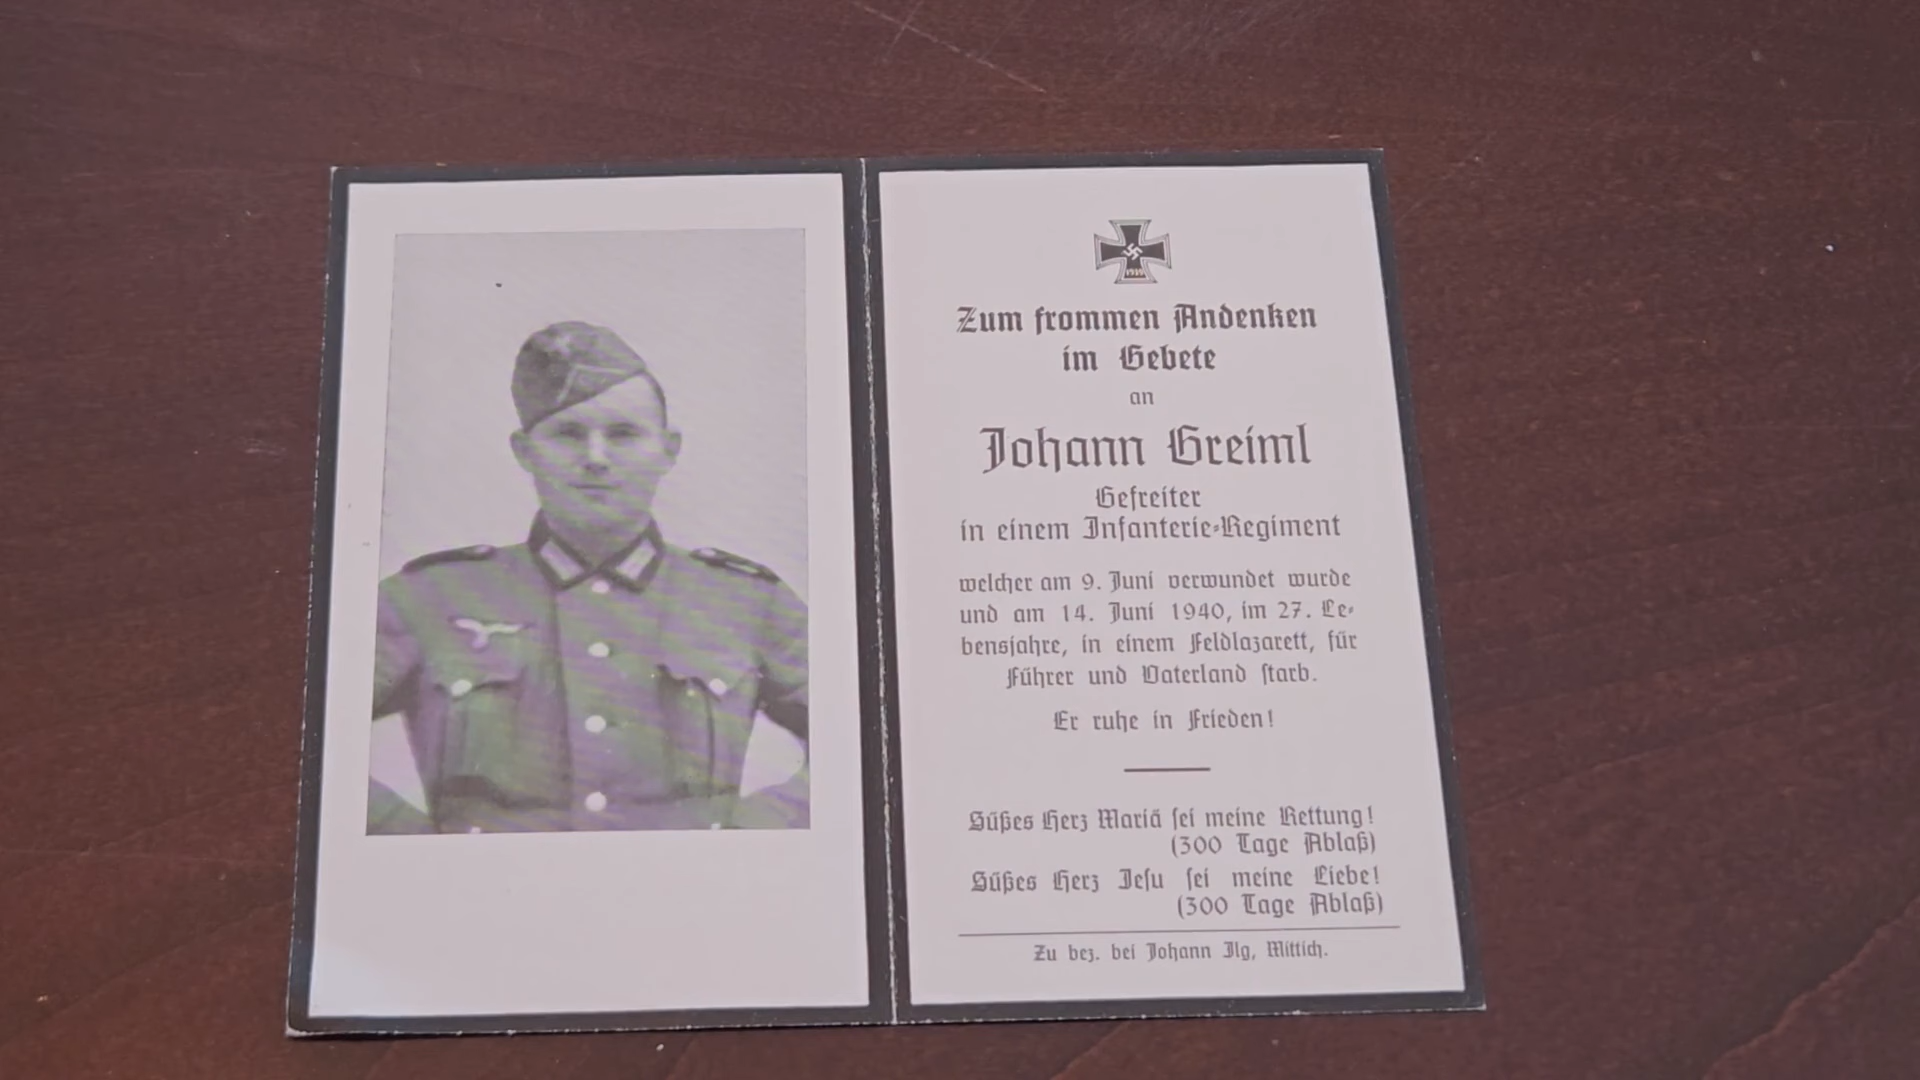 1939
Zum frommen Andenken
im Gebete
an
Johann Greiml
Gefreiter
in einem Infanterie-Regiment
welcher am 9. Juni verwundet wurde
und am 14. Juni 1940, im 27. Le-
bensjahre, in einem Feldlazarett, für
Führer und Vaterland starb.
Er ruhe in Frieden!
Süßes Herz Mariä sei meine Rettung!
(300 Tage Ablaß)
Süßes Herz Jesu sei meine Liebe!
(300 Tage Ablaß)
Zu bez. bei Johann Ilg, Mittich.